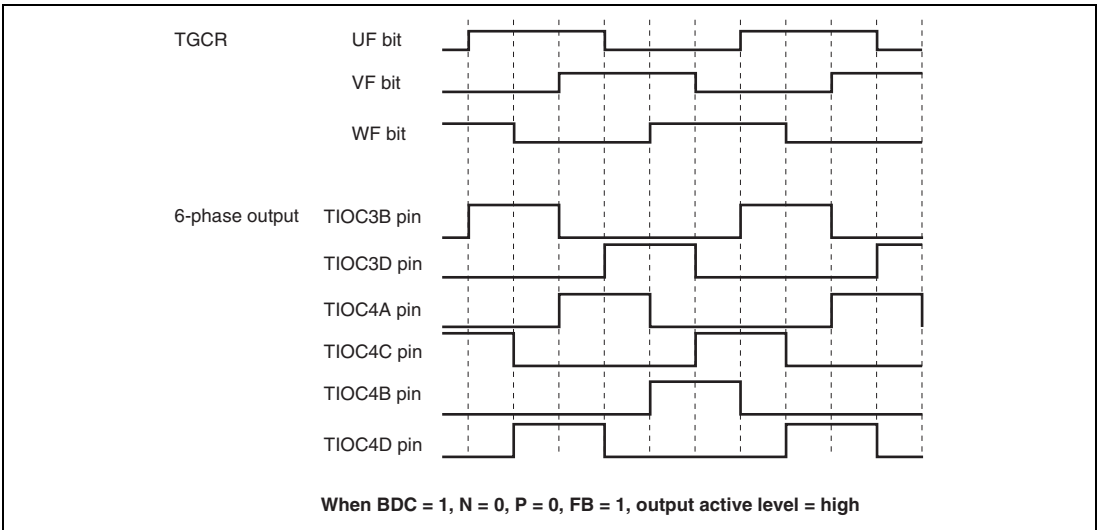 TGCR UF bit
VF bit
WF bit
6-phase output TIOC3B pin
TIOC3D pin
TIOC4A pin
TIOC4C pin
TIOC4B pin
TIOC4D pin
When BDC = 1, N = 0, P = 0, FB = 1, output active level = high